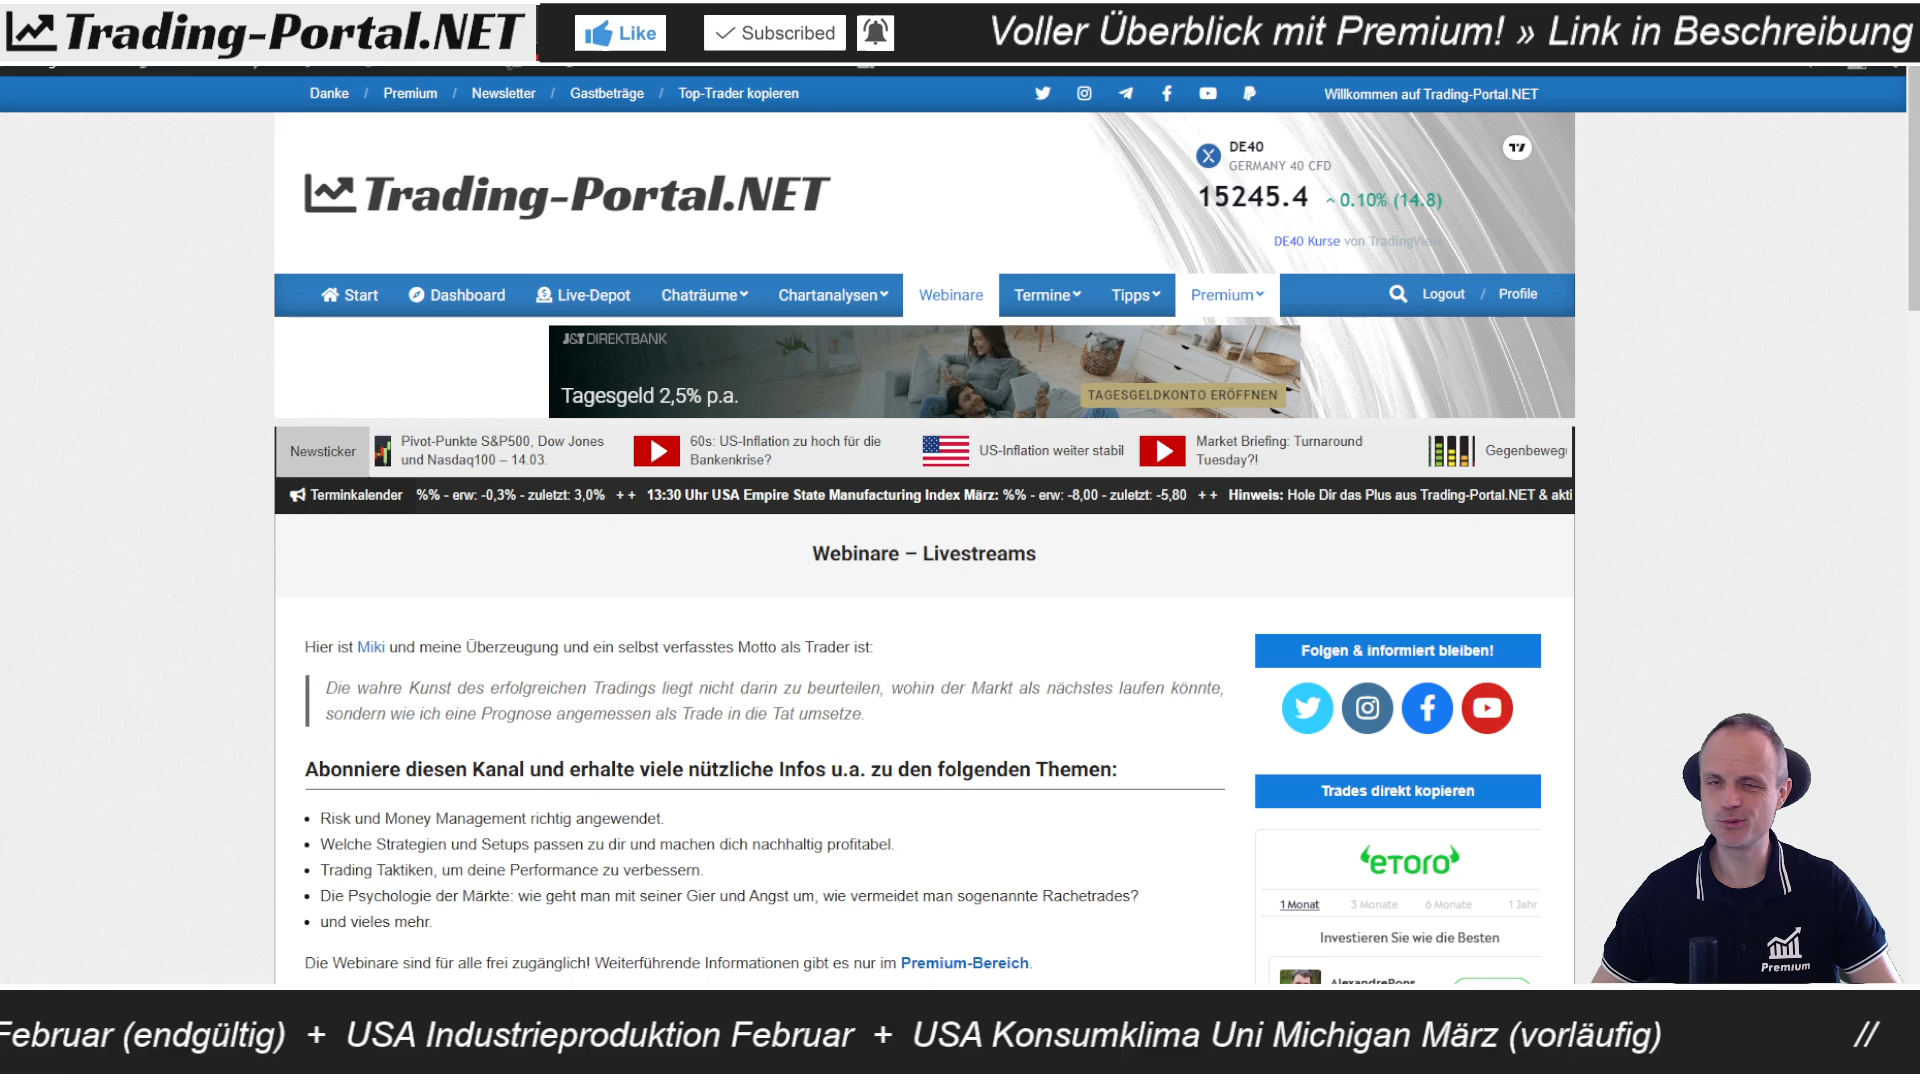 Trading-Portal.NET
Like
Subscribed
Voller Überblick mit Premium! » Link in Beschreibung
Danke / Premium / Newsletter / Gastbeträge / Top-Trader kopieren
Willkommen auf Trading-Portal.NET
DE40
GERMANY 40 CFD
15245.4 0.10% (14.8)
DE40 Kurse von TradingView
Trading-Portal.NET
Start Dashboard Live-Depot Chaträume Chartanalysen Webinare Termine Tipps Premium Logout / Profile
J&T DIREKTBANK
Tagesgeld 2,5% p.a.
TAGESGELDKONTO ERÖFFNEN
Newsticker
Pivot-Punkte S&P500, Dow Jones
und Nasdaq100 – 14.03.
60s: US-Inflation zu hoch für die
Bankenkrise?
US-Inflation weiter stabil
Market Briefing: Turnaround
Tuesday?!
Gegenbeweg
Terminkalender %% - erw: -0,3% - zuletzt: 3,0% + + 13:30 Uhr USA Empire State Manufacturing Index März: %% - erw: -8,00 - zuletzt: -5,80 + + Hinweis: Hole Dir das Plus aus Trading-Portal.NET & akti
Webinare – Livestreams
Hier ist Miki und meine Überzeugung und ein selbst verfasstes Motto als Trader ist:
Die wahre Kunst des erfolgreichen Tradings liegt nicht darin zu beurteilen, wohin der Markt als nächstes laufen könnte,
sondern wie ich eine Prognose angemessen als Trade in die Tat umsetze.
Abonniere diesen Kanal und erhalte viele nützliche Infos u.a. zu den folgenden Themen:
• Risk und Money Management richtig angewendet.
• Welche Strategien und Setups passen zu dir und machen dich nachhaltig profitabel.
• Trading Taktiken, um deine Performance zu verbessern.
• Die Psychologie der Märkte: wie geht man mit seiner Gier und Angst um, wie vermeidet man sogenannte Rachetrades?
• und vieles mehr.
Die Webinare sind für alle frei zugänglich! Weiterführende Informationen gibt es nur im Premium-Bereich.
Folgen & informiert bleiben!
Trades direkt kopieren
eToro
1 Monat 3 Monate 6 Monate 1 Jahr
Investieren Sie wie die Besten
AlexandrePons
Premium
Februar (endgültig) + USA Industrieproduktion Februar + USA Konsumklima Uni Michigan März (vorläufig) //